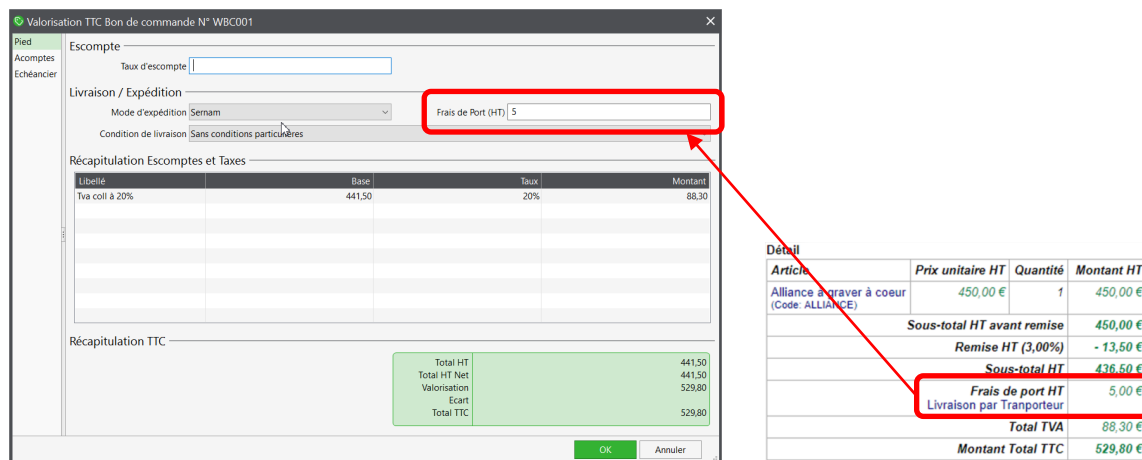 Valorisation TTC Bon de commande N° WBC001
Pied
Acomptes
Echéancier
Escompte
Taux d'escompte
Livraison / Expédition
Mode d'expédition Sernam
Frais de Port (HT) 5
Condition de livraison Sans conditions particulières
Récapitulation Escomptes et Taxes
Libellé Base Taux Montant
Tva coll à 20% 441,50 20% 88,30
Récapitulation TTC
Total HT 441,50
Total HT Net 441,50
Valorisation 529,80
Ecart
Total TTC 529,80
OK Annuler
Détail
Article Prix unitaire HT Quantité Montant HT
Alliance à graver à coeur 450,00 € 1 450,00 €
(Code: ALLIANCE)
Sous-total HT avant remise 450,00 €
Remise HT (3,00%) - 13,50 €
Sous-total HT 436,50 €
Frais de port HT 5,00 €
Livraison par Tranporteur
Total TVA 88,30 €
Montant Total TTC 529,80 €